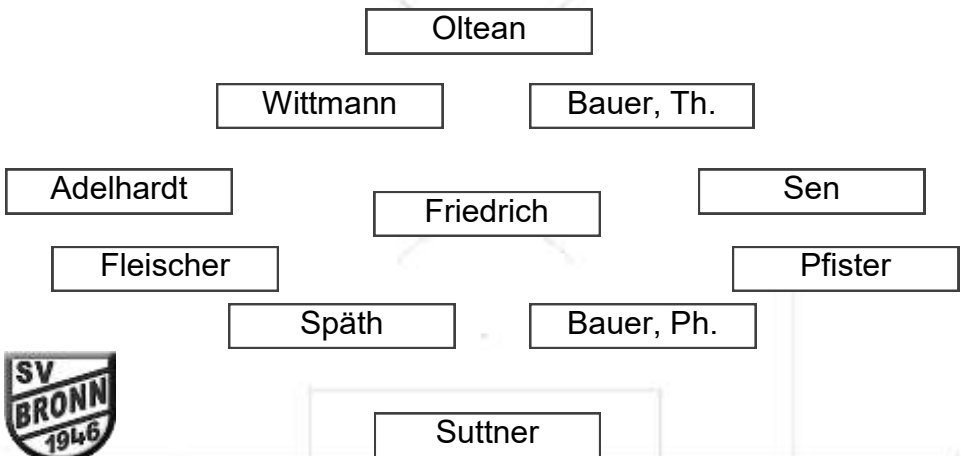 Oltean
Wittmann
Bauer, Th.
Adelhardt
Sen
Friedrich
Fleischer
Pfister
Späth
Bauer, Ph.
SV
BRONN
1946
Suttner